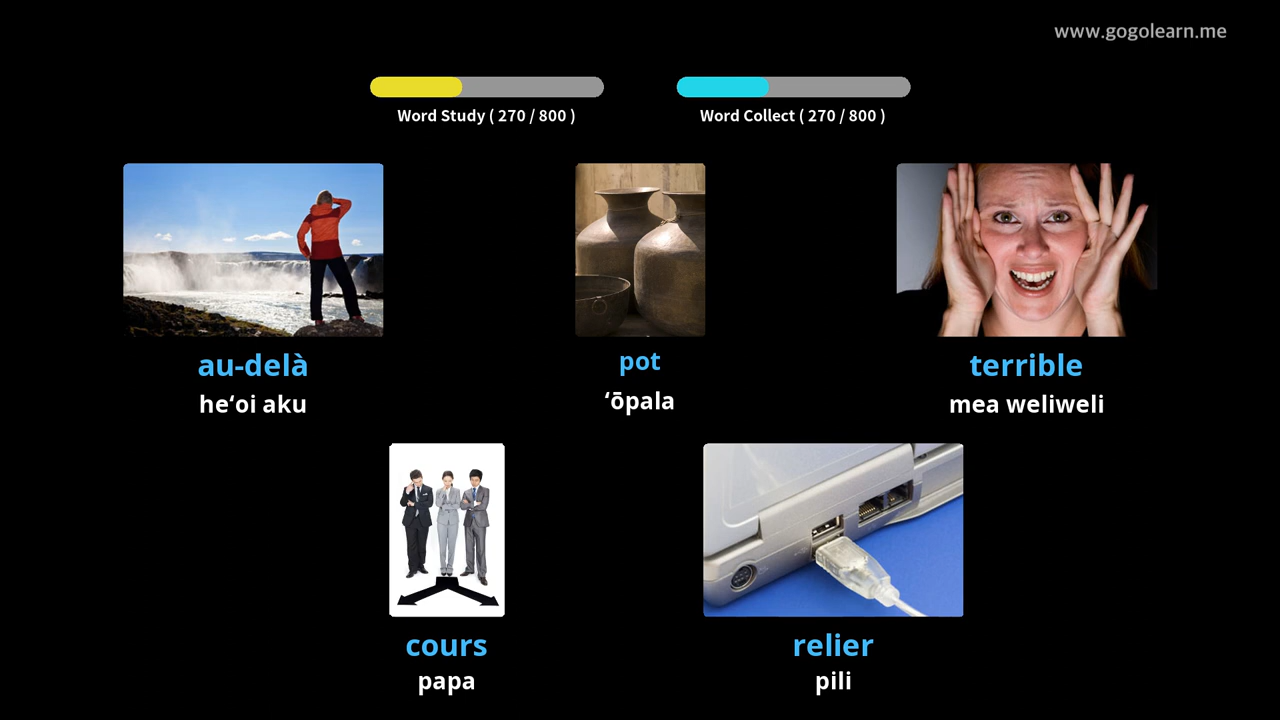 www.gogolearn.me
Word Study ( 270 / 800 )
Word Collect ( 270 / 800 )
au-delà
heʻoi aku
pot
ʻōpala
terrible
mea weliweli
cours
papa
relier
pili